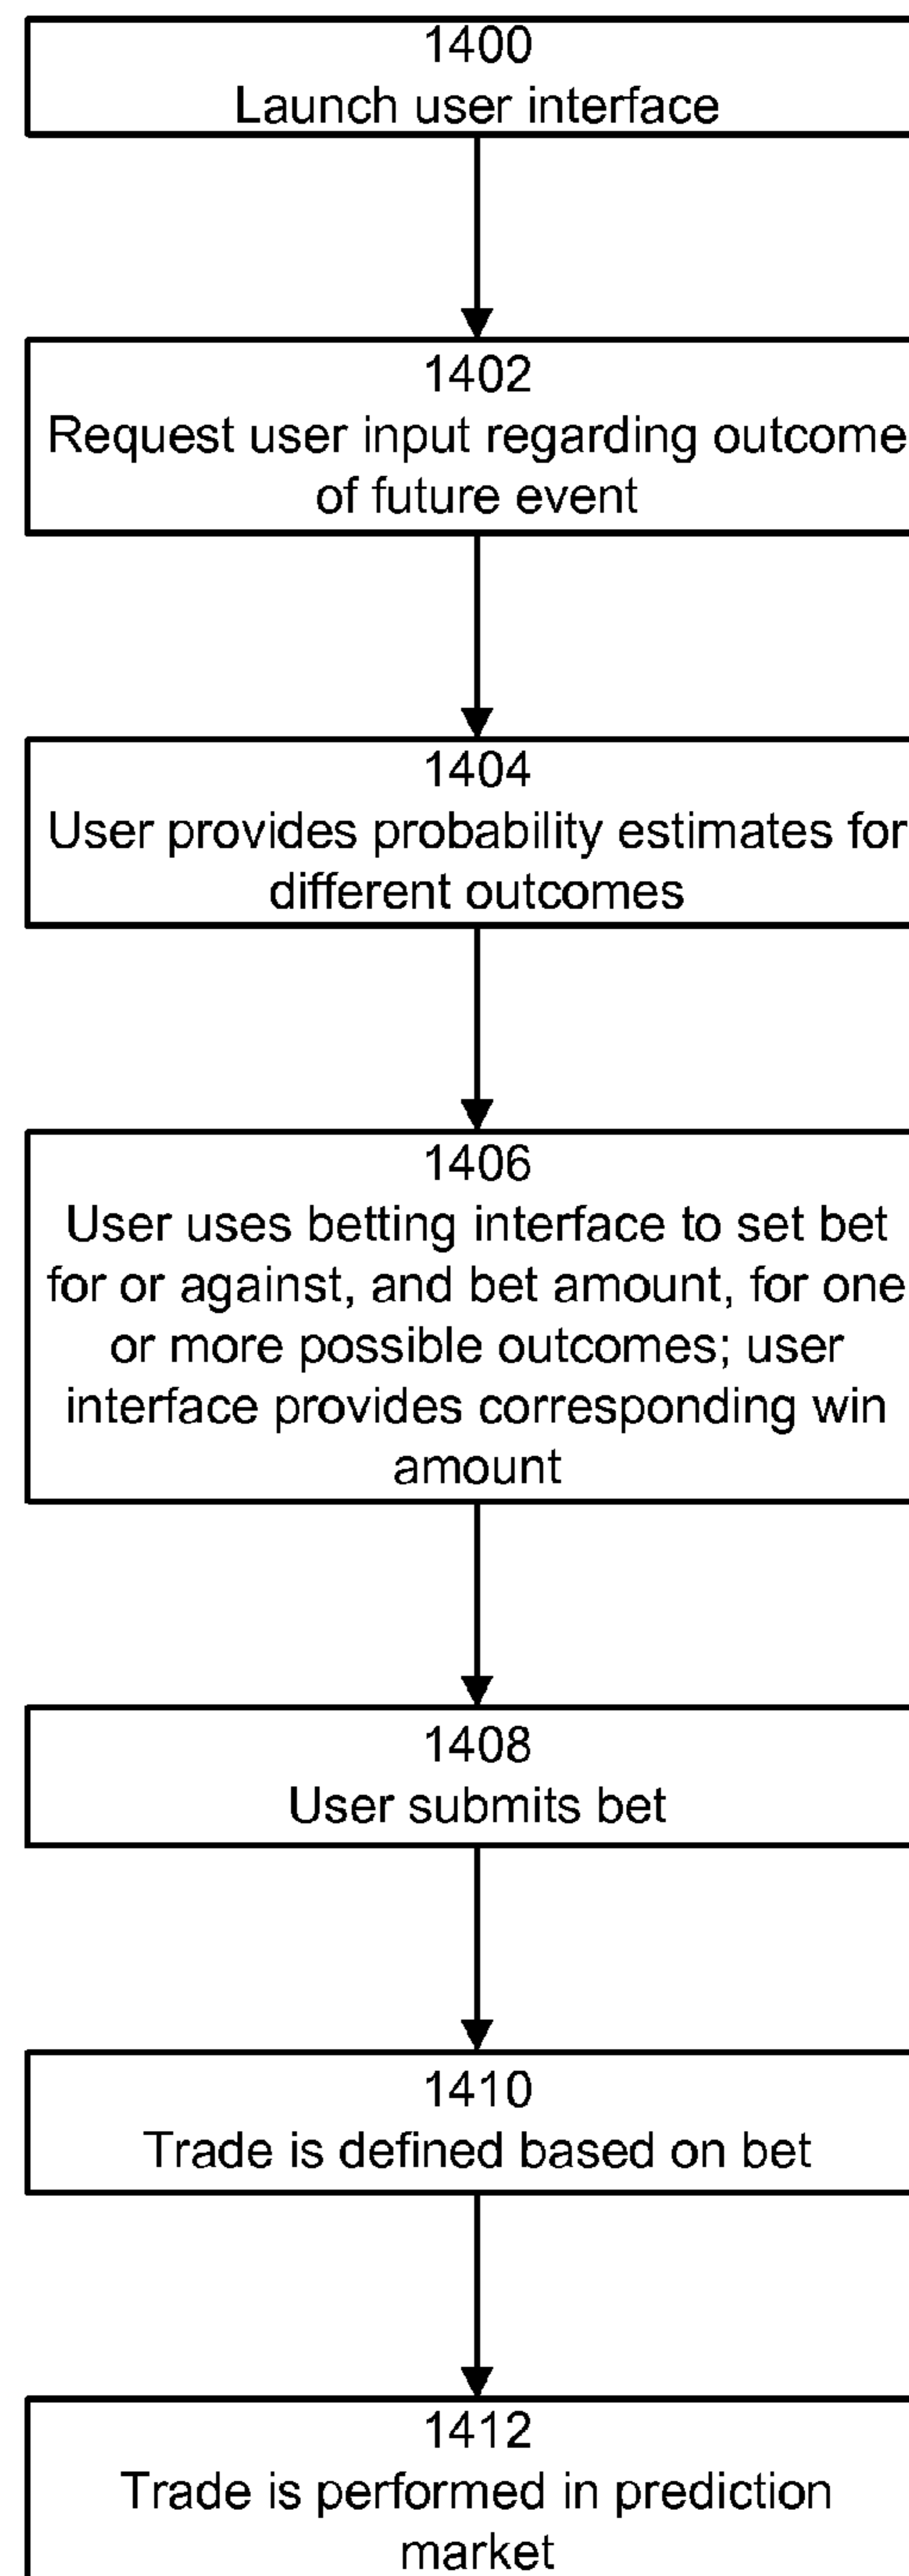 1400
Launch user interface
1402
Request user input regarding outcome
of future event
1404
User provides probability estimates for
different outcomes
1406
User uses betting interface to set bet
for or against, and bet amount, for one
or more possible outcomes; user
interface provides corresponding win
amount
1408
User submits bet
1410
Trade is defined based on bet
1412
Trade is performed in prediction
market